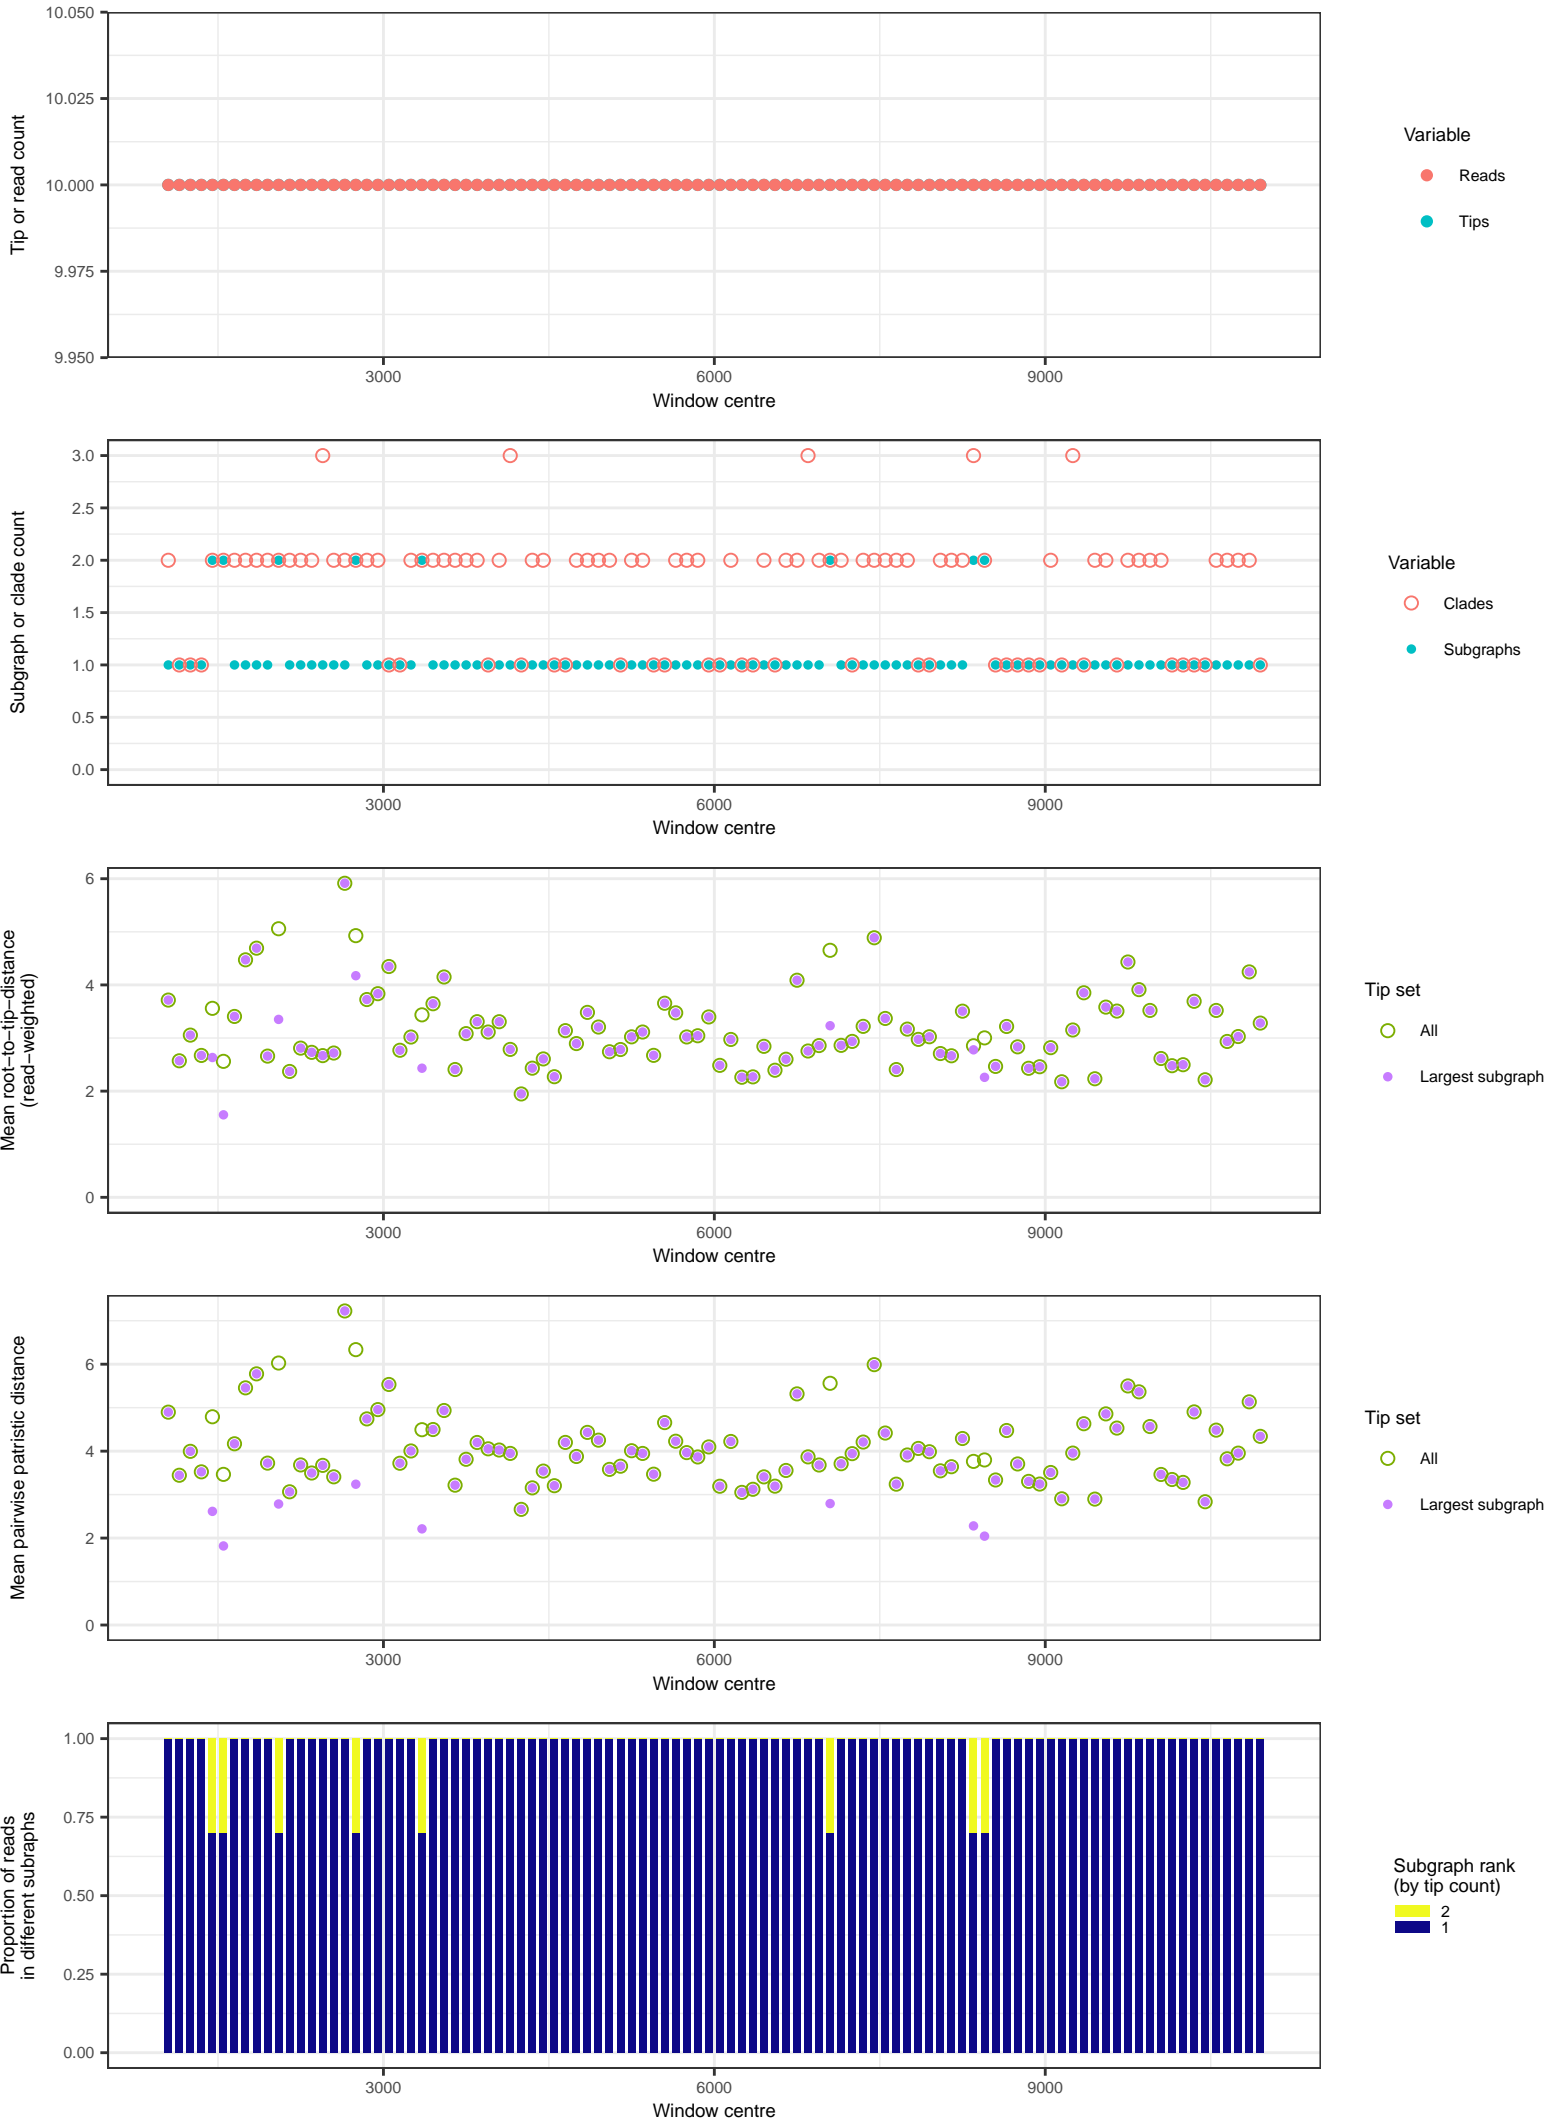 10.050
10.025
10.000
9.975
9.950
Tip or read count
3000
6000
9000
Window centre
Variable
Reads
Tips
3.0
2.5
2.0
1.5
1.0
0.5
0.0
Subgraph or clade count
3000
6000
9000
Window centre
Variable
Clades
Subgraphs
6
4
2
0
Mean root−to−tip−distance
(read−weighted)
3000
6000
9000
Window centre
Tip set
All
Largest subgraph
6
4
2
0
Mean pairwise patristic distance
3000
6000
9000
Window centre
Tip set
All
Largest subgraph
1.00
0.75
0.50
0.25
0.00
Proportion of reads
in different subraphs
3000
6000
9000
Window centre
Subgraph rank
(by tip count)
2
1